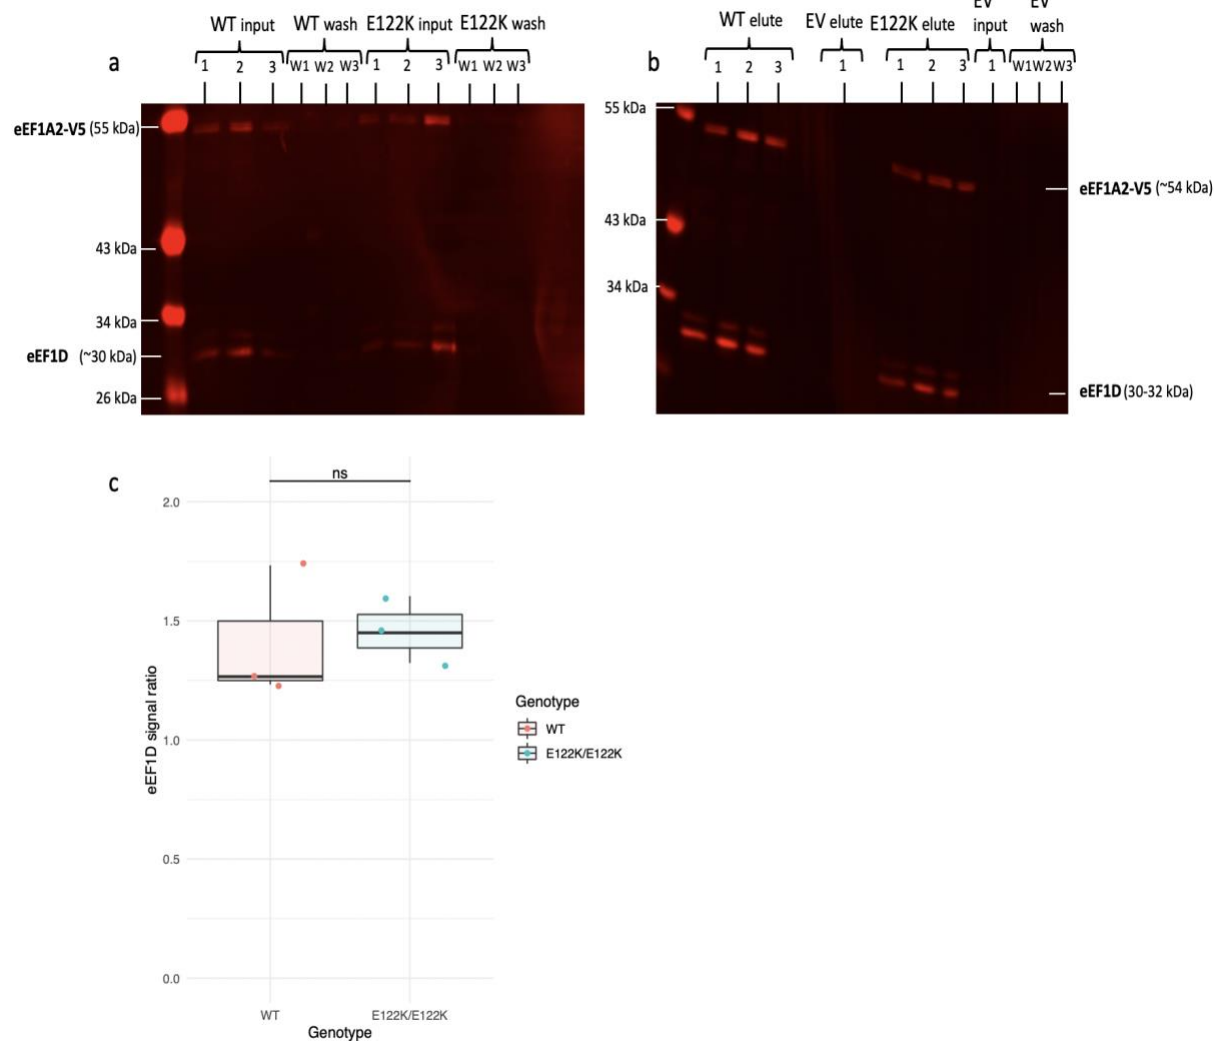 a
WT input WT wash E122K input E122K wash
1 2 3 W1 W2 W3 1 2 3 W1 W2 W3
eEF1A2-V5 (55 kDa)
43 kDa
34 kDa
eEF1D (~30 kDa)
26 kDa
b
WT elute EV elute E122K elute EV input EV wash
1 2 3 1 1 2 3 1 W1 W2 W3
55 kDa
eEF1A2-V5 (~54 kDa)
43 kDa
34 kDa
eEF1D (30-32 kDa)
c
ns
2.0
1.5
1.0
0.5
0.0
eEF1D signal ratio
WT E122K/E122K
Genotype
Genotype
WT
E122K/E122K